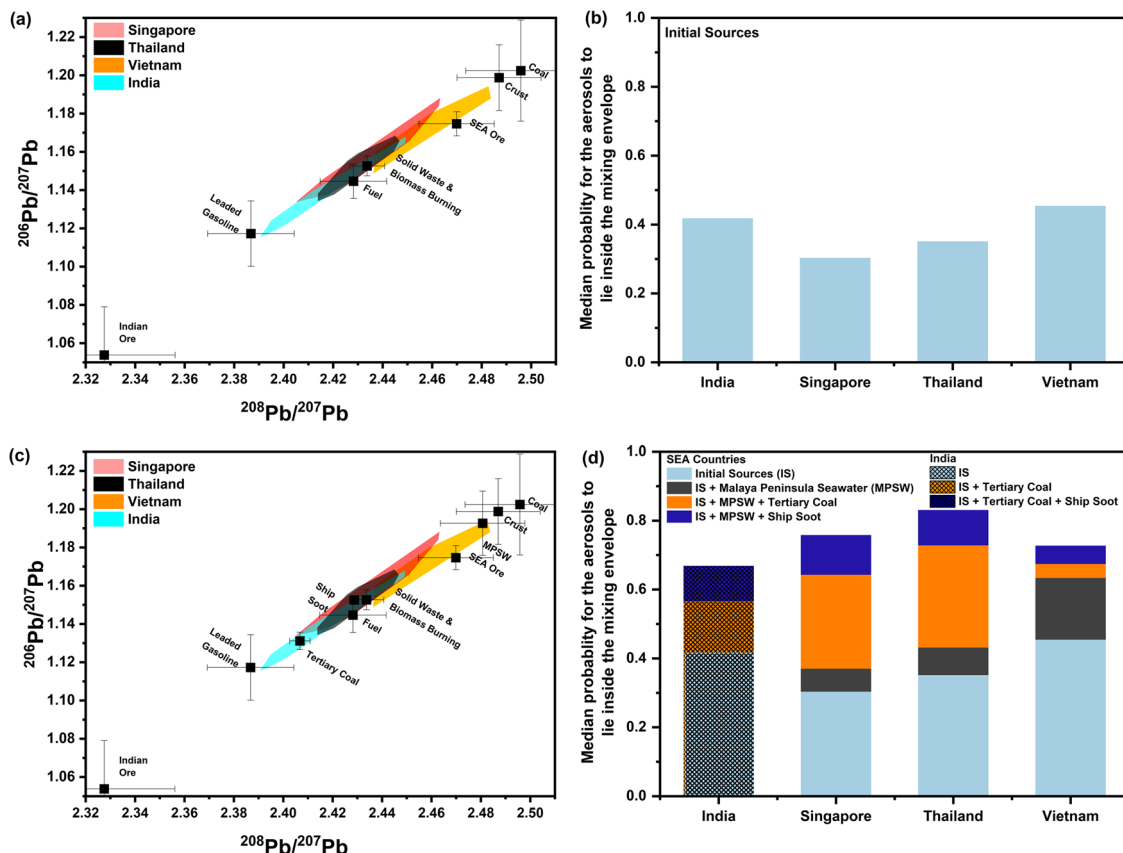 (a)
Singapore
Thailand
Vietnam
India
1.22
1.20
1.18
1.16
1.14
1.12
1.10
1.08
1.06
206Pb/207Pb
Coal
Crust
SEA Ore
Solid Waste &
Biomass Burning
Fuel
Leaded
Gasoline
Indian
Ore
2.32 2.34 2.36 2.38 2.40 2.42 2.44 2.46 2.48 2.50
208Pb/207Pb
(b)
Initial Sources
Median probablity for the aerosols to
lie inside the mixing envelope
1.0
0.8
0.6
0.4
0.2
0.0
India Singapore Thailand Vietnam
(c)
Singapore
Thailand
Vietnam
India
1.22
1.20
1.18
1.16
1.14
1.12
1.10
1.08
1.06
206Pb/207Pb
Coal
Crust
MPSW
SEA Ore
Ship
Soot
Solid Waste &
Biomass Burning
Fuel
Leaded
Gasoline
Tertiary Coal
Indian
Ore
2.32 2.34 2.36 2.38 2.40 2.42 2.44 2.46 2.48 2.50
208Pb/207Pb
(d)
SEA Countries
Initial Sources (IS)
IS + Malaya Peninsula Seawater (MPSW)
IS + MPSW + Tertiary Coal
IS + MPSW + Ship Soot
India
IS
IS + Tertiary Coal
IS + Tertiary Coal + Ship Soot
Median probablity for the aerosols to
lie inside the mixing envelope
1.0
0.8
0.6
0.4
0.2
0.0
India Singapore Thailand Vietnam